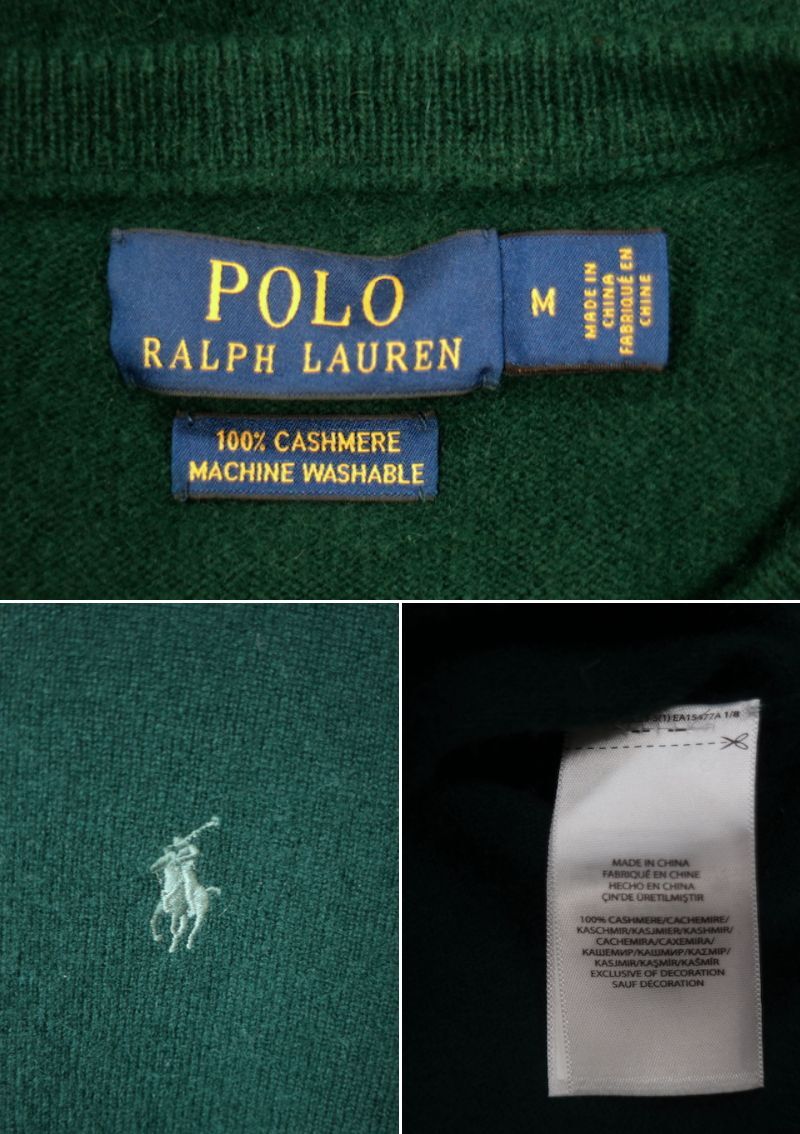 POLO
RALPH LAUREN
M
MADE IN
CHINA
FABRIQUÉ EN
CHINE
100% CASHMERE
MACHINE WASHABLE
EA15477A 1/8
MADE IN CHINA
FABRIQUÉ EN CHINE
HECHO EN CHINA
ÇIN'DE ÜRETILMIŞTIR
100% CASHMERE/CACHEMIRE/
KASCHMIR/KASJMIER/KASHMIR/
CACHEMIRA/CAXEMIRA/
КАШЕМИР/КАШМИР/ΚΑΣΜΙΡ/
KASJMIR/KAŞMİR/KAŠMÍR
EXCLUSIVE OF DECORATION
SAUF DÉCORATION